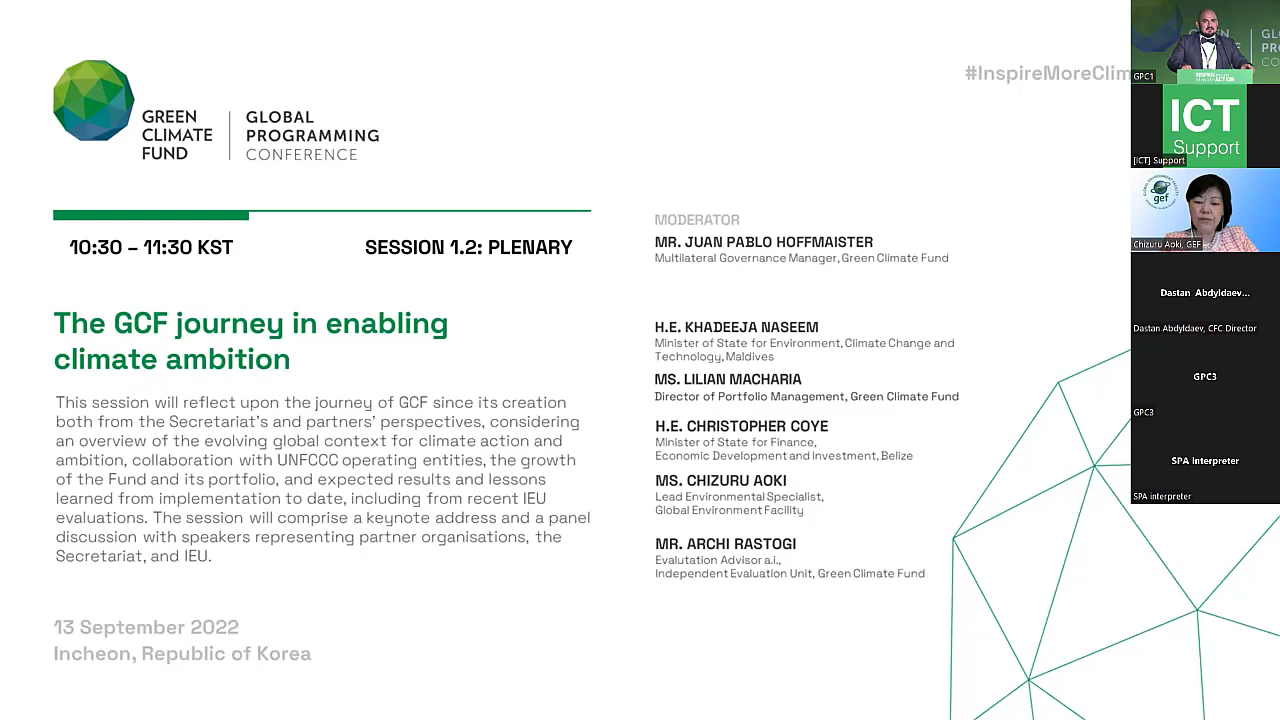 GREEN
CLIMATE
FUND
GLOBAL
PROGRAMMING
CONFERENCE
#InspireMoreClim
10:30 – 11:30 KST
SESSION 1.2: PLENARY
The GCF journey in enabling
climate ambition
This session will reflect upon the journey of GCF since its creation
both from the Secretariat's and partners' perspectives, considering
an overview of the evolving global context for climate action and
ambition, collaboration with UNFCCC operating entities, the growth
of the Fund and its portfolio, and expected results and lessons
learned from implementation to date, including from recent IEU
evaluations. The session will comprise a keynote address and a panel
discussion with speakers representing partner organisations, the
Secretariat, and IEU.
13 September 2022
Incheon, Republic of Korea
MODERATOR
MR. JUAN PABLO HOFFMAISTER
Multilateral Governance Manager, Green Climate Fund
H.E. KHADEEJA NASEEM
Minister of State for Environment, Climate Change and
Technology, Maldives
MS. LILIAN MACHARIA
Director of Portfolio Management, Green Climate Fund
H.E. CHRISTOPHER COYE
Minister of State for Finance,
Economic Development and Investment, Belize
MS. CHIZURU AOKI
Lead Environmental Specialist,
Global Environment Facility
MR. ARCHI RASTOGI
Evalutation Advisor a.i.,
Independent Evaluation Unit, Green Climate Fund
GPC1
ICT
Support
[ICT] Support
gef
Chizuru Aoki, GEF
Dastan Abdyldaev...
Dastan Abdyldaev, CFC Director
GPC3
GPC3
SPA Interpreter
SPA interpreter